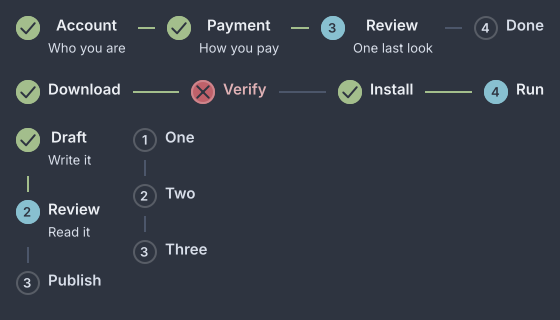 Account Payment 3 Review 4 Done
Who you are How you pay One last look
Download Verify Install 4 Run
Draft 1 One
Write it
2 Two
2 Review
Read it
3 Three
3 Publish